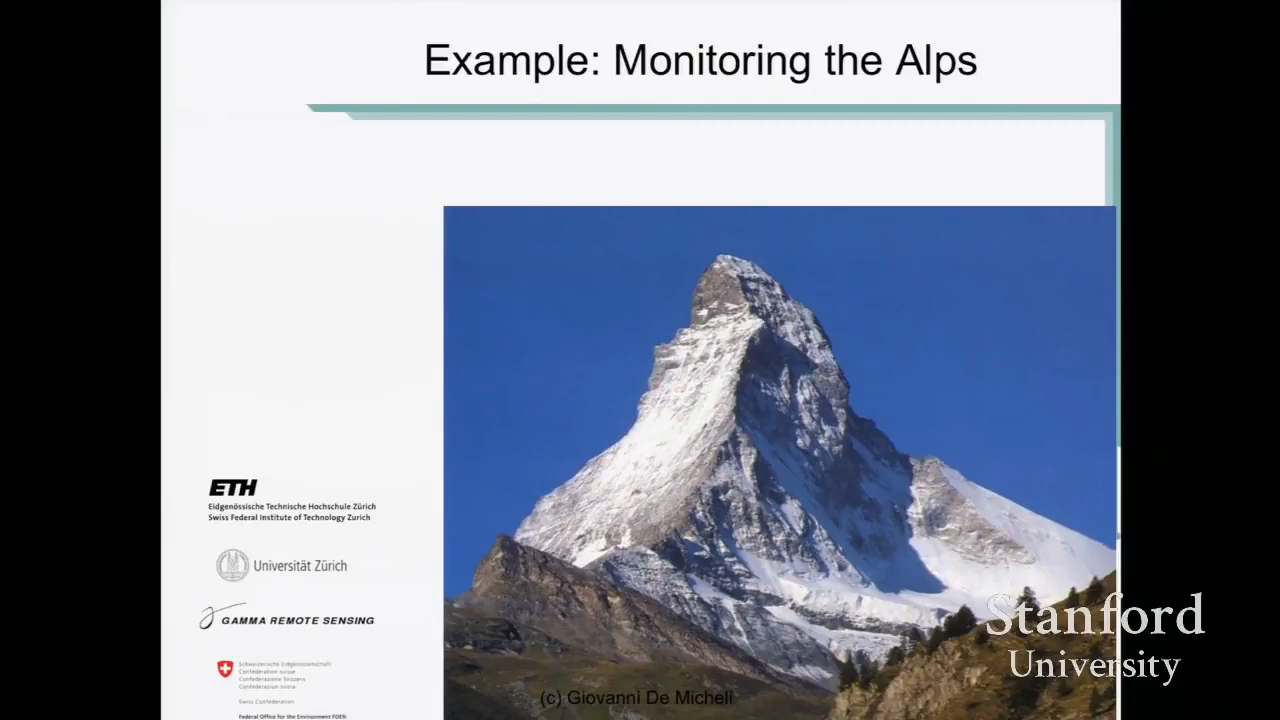 Example: Monitoring the Alps
ETH
Eidgenössische Technische Hochschule Zürich
Swiss Federal Institute of Technology Zurich
Universität Zürich
GAMMA REMOTE SENSING
Schweizerische Eidgenossenschaft
Confédération suisse
Confederazione Svizzera
Confederaziun svizra
Swiss Confederation
Federal Office for the Environment FOEN
(c) Giovanni De Micheli
Stanford
University